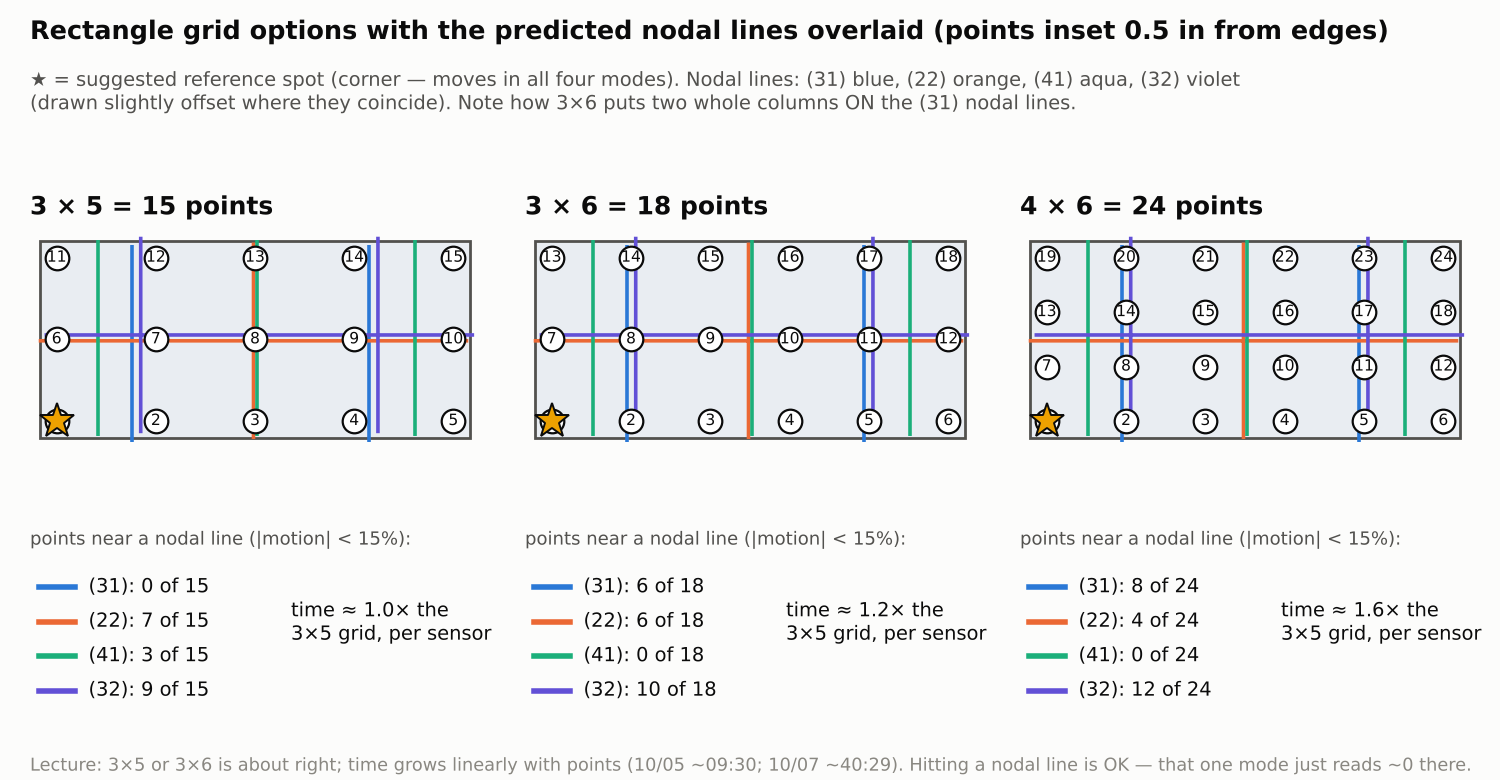 Rectangle grid options with the predicted nodal lines overlaid (points inset 0.5 in from edges)
★ = suggested reference spot (corner — moves in all four modes). Nodal lines: (31) blue, (22) orange, (41) aqua, (32) violet
(drawn slightly offset where they coincide). Note how 3×6 puts two whole columns ON the (31) nodal lines.
3 × 5 = 15 points
11 12 13 14 15
6 7 8 9 10
2 3 4 5
points near a nodal line (|motion| < 15%):
(31): 0 of 15
(22): 7 of 15
(41): 3 of 15
(32): 9 of 15
time ≈ 1.0× the
3×5 grid, per sensor
3 × 6 = 18 points
13 14 15 16 17 18
7 8 9 10 11 12
2 3 4 5 6
points near a nodal line (|motion| < 15%):
(31): 6 of 18
(22): 6 of 18
(41): 0 of 18
(32): 10 of 18
time ≈ 1.2× the
3×5 grid, per sensor
4 × 6 = 24 points
19 20 21 22 23 24
13 14 15 16 17 18
7 8 9 10 11 12
2 3 4 5 6
points near a nodal line (|motion| < 15%):
(31): 8 of 24
(22): 4 of 24
(41): 0 of 24
(32): 12 of 24
time ≈ 1.6× the
3×5 grid, per sensor
Lecture: 3×5 or 3×6 is about right; time grows linearly with points (10/05 ~09:30; 10/07 ~40:29). Hitting a nodal line is OK — that one mode just reads ~0 there.